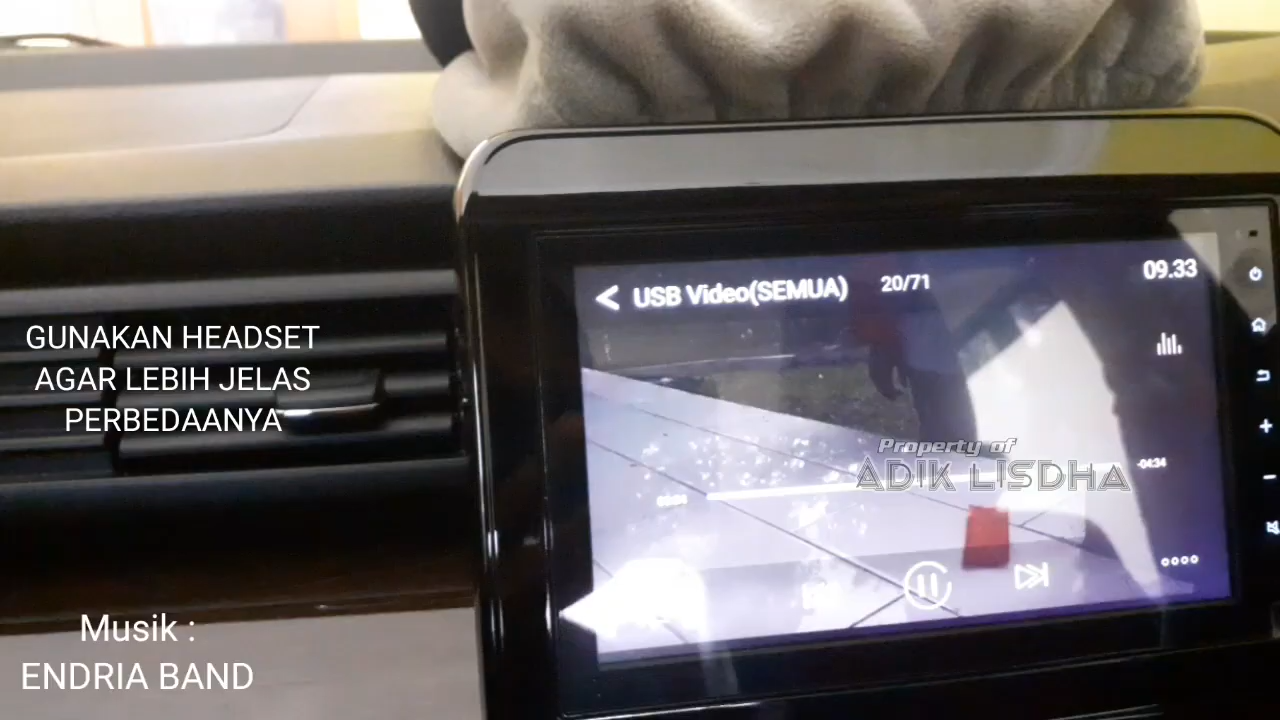 USB Video(SEMUA) 20/71
09.33
GUNAKAN HEADSET
AGAR LEBIH JELAS
PERBEDAANYA
Property of
ADIK LISDHA
-04:34
Musik :
ENDRIA BAND